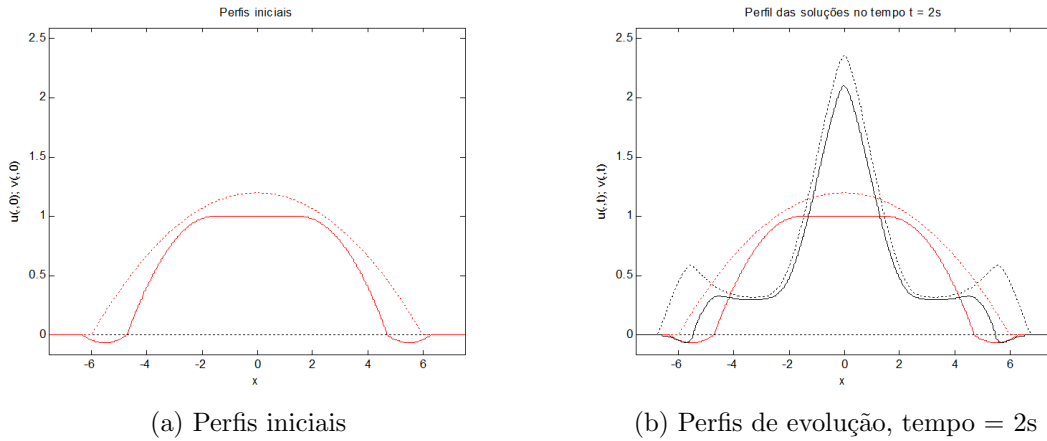 Perfis iniciais
2.5
2
1.5
1
0.5
0
u(.,0); v(.,0)
-6 -4 -2 0 2 4 6
x
(a) Perfis iniciais
Perfil das soluções no tempo t = 2s
2.5
2
1.5
1
0.5
0
u(.,t); v(.,t)
-6 -4 -2 0 2 4 6
x
(b) Perfis de evolução, tempo = 2s